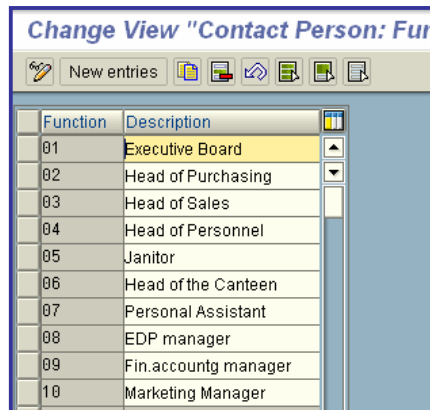 Change View "Contact Person: Fur
New entries
Function Description
01 Executive Board
02 Head of Purchasing
03 Head of Sales
04 Head of Personnel
05 Janitor
06 Head of the Canteen
07 Personal Assistant
08 EDP manager
09 Fin.accountg manager
10 Marketing Manager